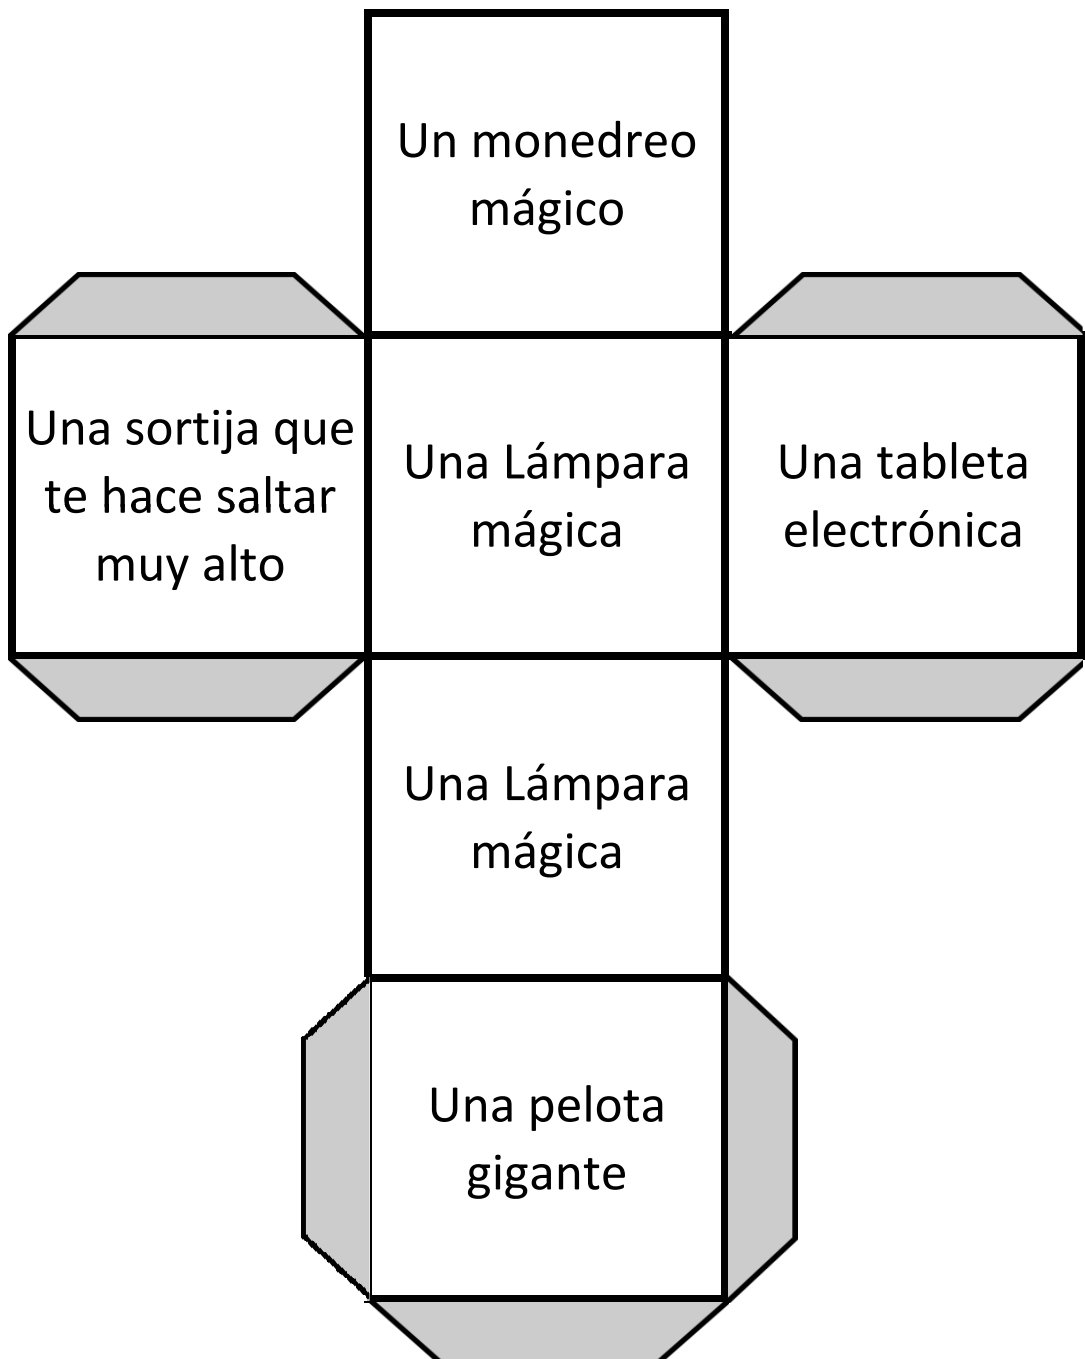 Un monedreo
mágico
Una sortija que
te hace saltar
muy alto
Una Lámpara
mágica
Una tableta
electrónica
Una Lámpara
mágica
Una pelota
gigante